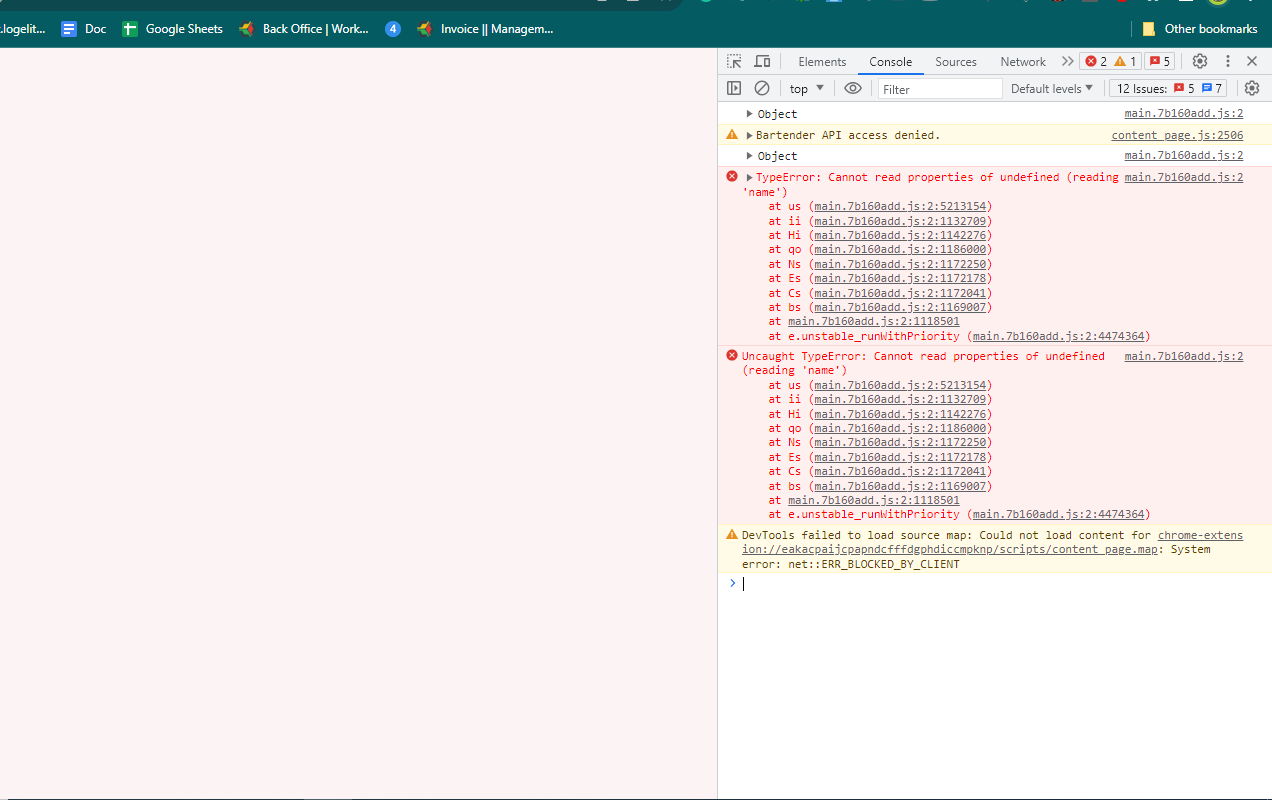 .logelit...
Doc
Google Sheets
Back Office | Work...
4
Invoice || Managem...
Other bookmarks
Elements
Console
Sources
Network
2
1
5
top
Filter
Default levels
12 Issues:
5
7
Object
main.7b160add.js:2
Bartender API access denied.
content_page.js:2506
Object
main.7b160add.js:2
TypeError: Cannot read properties of undefined (reading
main.7b160add.js:2
'name')
at us (main.7b160add.js:2:5213154)
at ii (main.7b160add.js:2:1132709)
at Hi (main.7b160add.js:2:1142276)
at qo (main.7b160add.js:2:1186000)
at Ns (main.7b160add.js:2:1172250)
at Es (main.7b160add.js:2:1172178)
at Cs (main.7b160add.js:2:1172041)
at bs (main.7b160add.js:2:1169007)
at main.7b160add.js:2:1118501
at e.unstable_runWithPriority (main.7b160add.js:2:4474364)
Uncaught TypeError: Cannot read properties of undefined
main.7b160add.js:2
(reading 'name')
at us (main.7b160add.js:2:5213154)
at ii (main.7b160add.js:2:1132709)
at Hi (main.7b160add.js:2:1142276)
at qo (main.7b160add.js:2:1186000)
at Ns (main.7b160add.js:2:1172250)
at Es (main.7b160add.js:2:1172178)
at Cs (main.7b160add.js:2:1172041)
at bs (main.7b160add.js:2:1169007)
at main.7b160add.js:2:1118501
at e.unstable_runWithPriority (main.7b160add.js:2:4474364)
DevTools failed to load source map: Could not load content for chrome-extens
ion://eakacpaijcpapndcfffdgphdiccmpknp/scripts/content_page.map: System
error: net::ERR_BLOCKED_BY_CLIENT